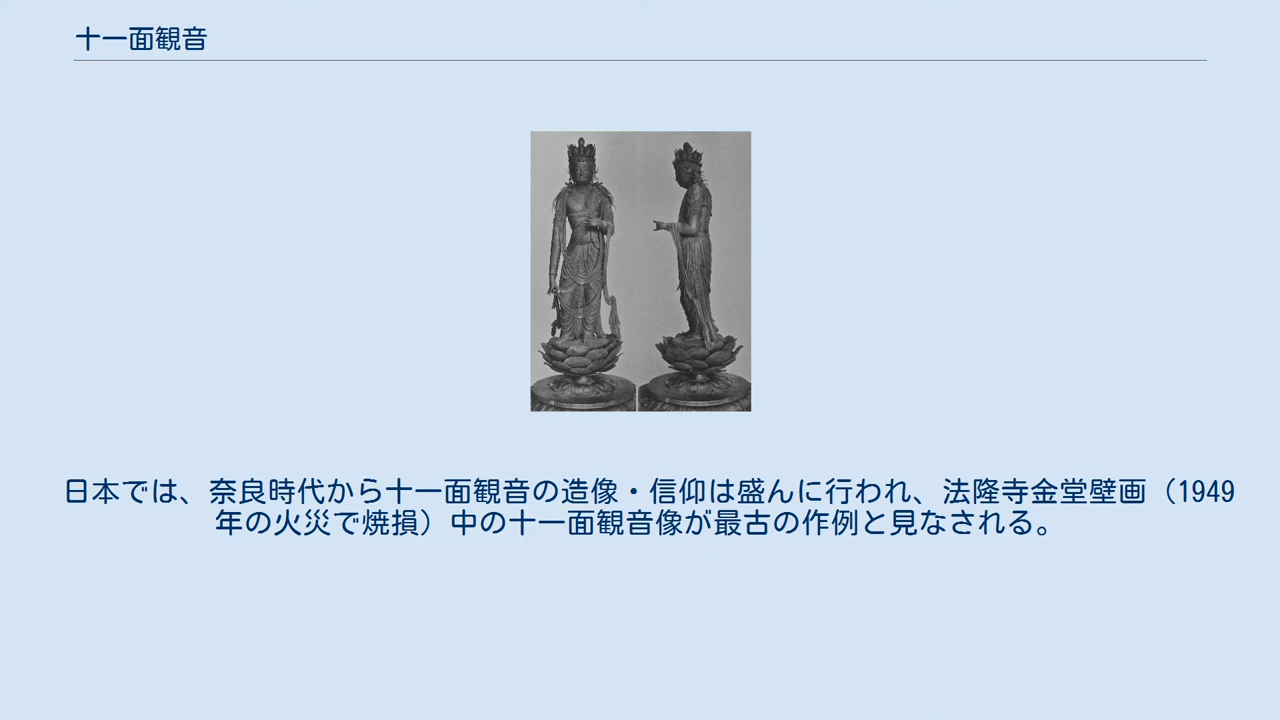 十一面観音
日本では、奈良時代から十一面観音の造像・信仰は盛んに行われ、法隆寺金堂壁画（1949
年の火災で焼損）中の十一面観音像が最古の作例と見なされる。